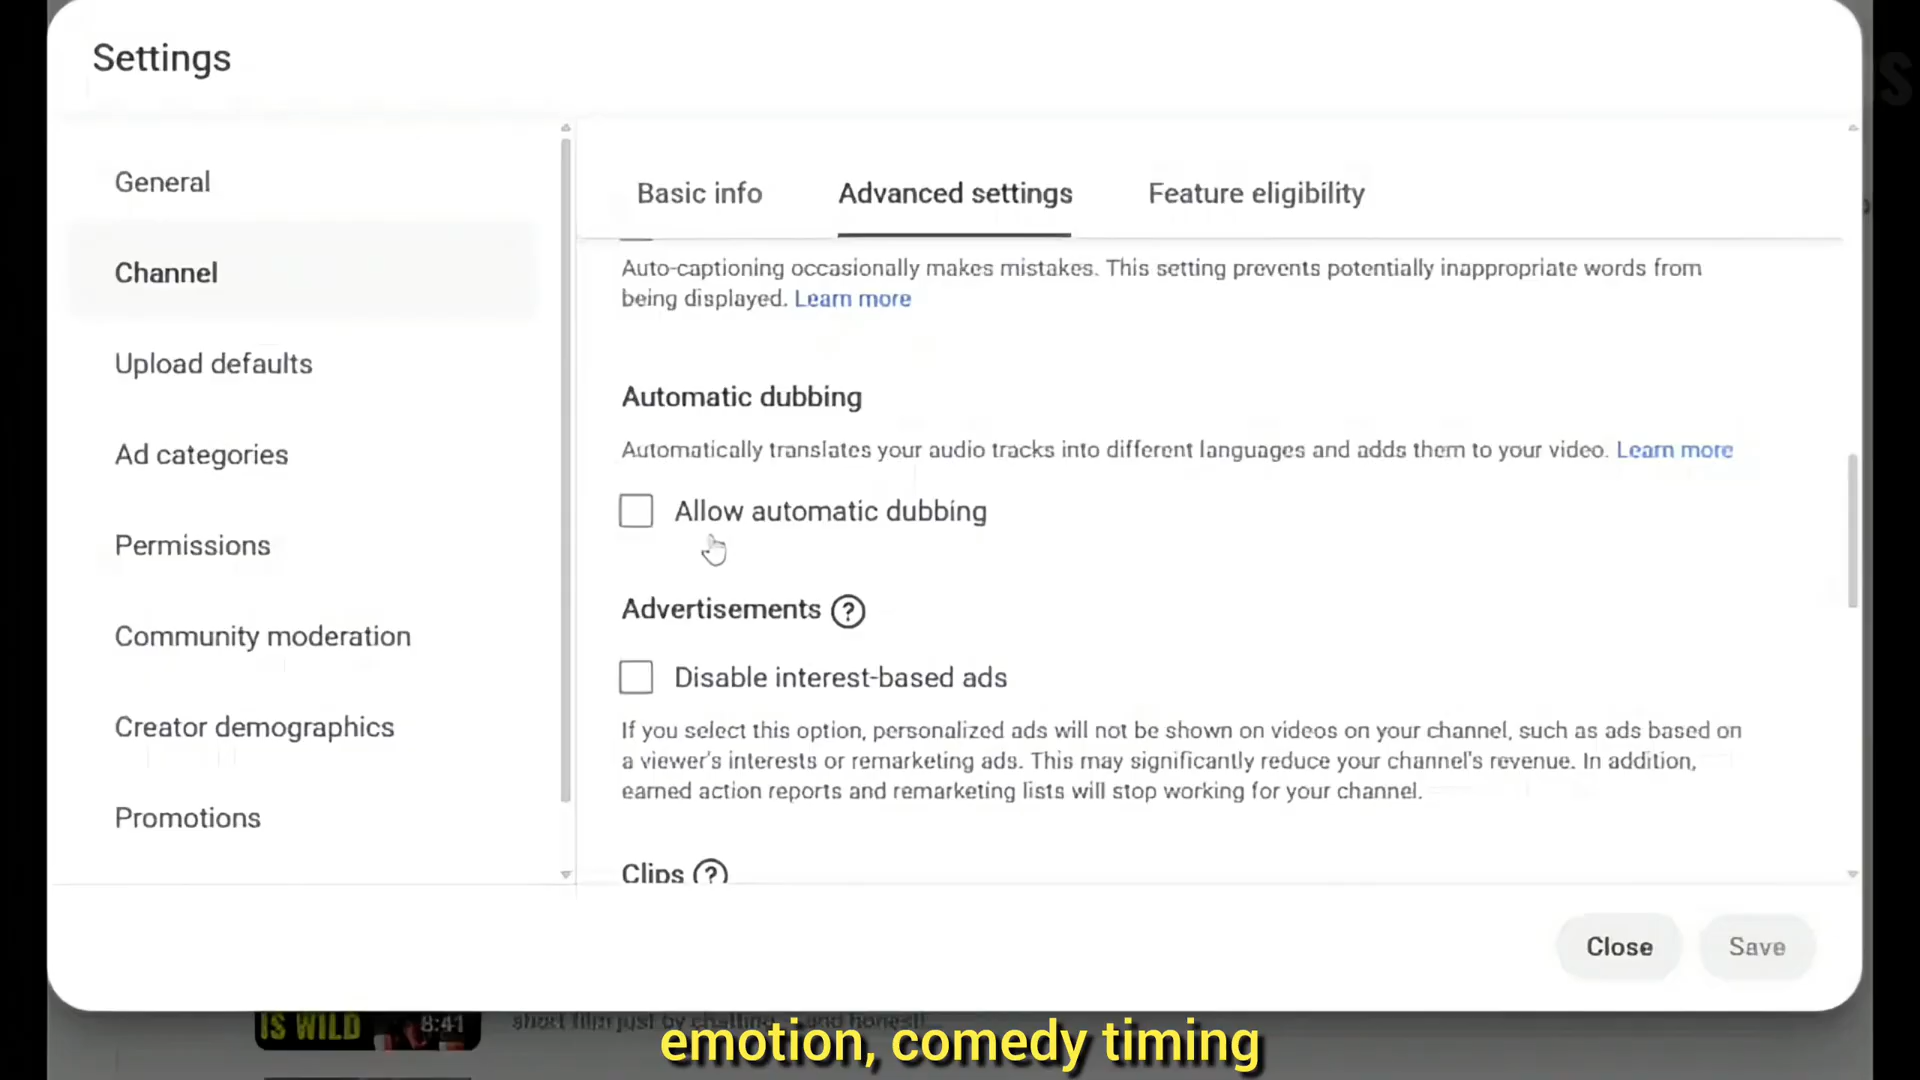 Settings
S
General
Channel
Upload defaults
Ad categories
Permissions
Community moderation
Creator demographics
Promotions
Basic info
Advanced settings
Feature eligibility
Auto-captioning occasionally makes mistakes. This setting prevents potentially inappropriate words from
being displayed. Learn more
Automatic dubbing
Automatically translates your audio tracks into different languages and adds them to your video. Learn more
Allow automatic dubbing
Advertisements ?
Disable interest-based ads
If you select this option, personalized ads will not be shown on videos on your channel, such as ads based on
a viewer's interests or remarketing ads. This may significantly reduce your channel's revenue. In addition,
earned action reports and remarketing lists will stop working for your channel.
Clips ?
Close
Save
IS WILD
8:41
short film just by chatting
emotion, comedy timing